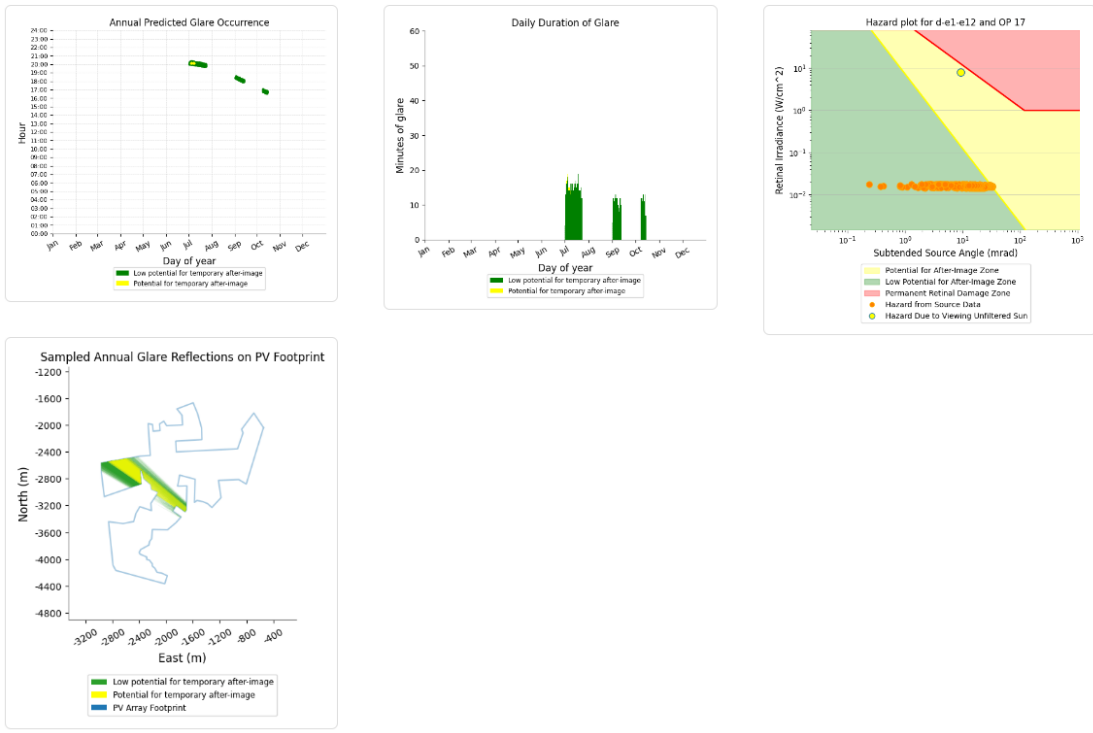 Annual Predicted Glare Occurrence
Hour
24:00
23:00
22:00
21:00
20:00
19:00
18:00
17:00
16:00
15:00
14:00
13:00
12:00
11:00
10:00
09:00
08:00
07:00
06:00
05:00
04:00
03:00
02:00
01:00
00:00
Jan Feb Mar Apr May Jun Jul Aug Sep Oct Nov Dec
Day of year
Low potential for temporary after-image
Potential for temporary after-image
Daily Duration of Glare
Minutes of glare
60
50
40
30
20
10
0
Jan Feb Mar Apr May Jun Jul Aug Sep Oct Nov Dec
Day of year
Low potential for temporary after-image
Potential for temporary after-image
Hazard plot for d-e1-e12 and OP 17
Retinal Irradiance (W/cm^2)
10^1
10^0
10^-1
10^-2
10^-1 10^0 10^1 10^2 10^3
Subtended Source Angle (mrad)
Potential for After-Image Zone
Low Potential for After-Image Zone
Permanent Retinal Damage Zone
Hazard from Source Data
Hazard Due to Viewing Unfiltered Sun
Sampled Annual Glare Reflections on PV Footprint
North (m)
-1200
-1600
-2000
-2400
-2800
-3200
-3600
-4000
-4400
-4800
-3200 -2800 -2400 -2000 -1600 -1200 -800 -400
East (m)
Low potential for temporary after-image
Potential for temporary after-image
PV Array Footprint